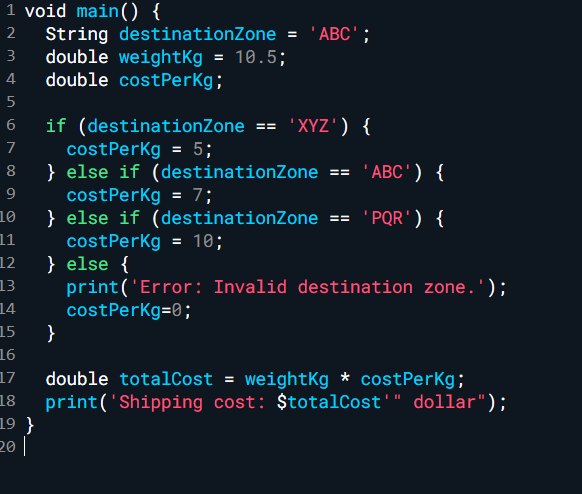 1 void main() {
2   String destinationZone = 'ABC';
3   double weightKg = 10.5;
4   double costPerKg;
5
6   if (destinationZone == 'XYZ') {
7     costPerKg = 5;
8   } else if (destinationZone == 'ABC') {
9     costPerKg = 7;
10   } else if (destinationZone == 'PQR') {
11     costPerKg = 10;
12   } else {
13     print('Error: Invalid destination zone.');
14     costPerKg=0;
15   }
16
17   double totalCost = weightKg * costPerKg;
18   print('Shipping cost: $totalCost'" dollar");
19 }
20